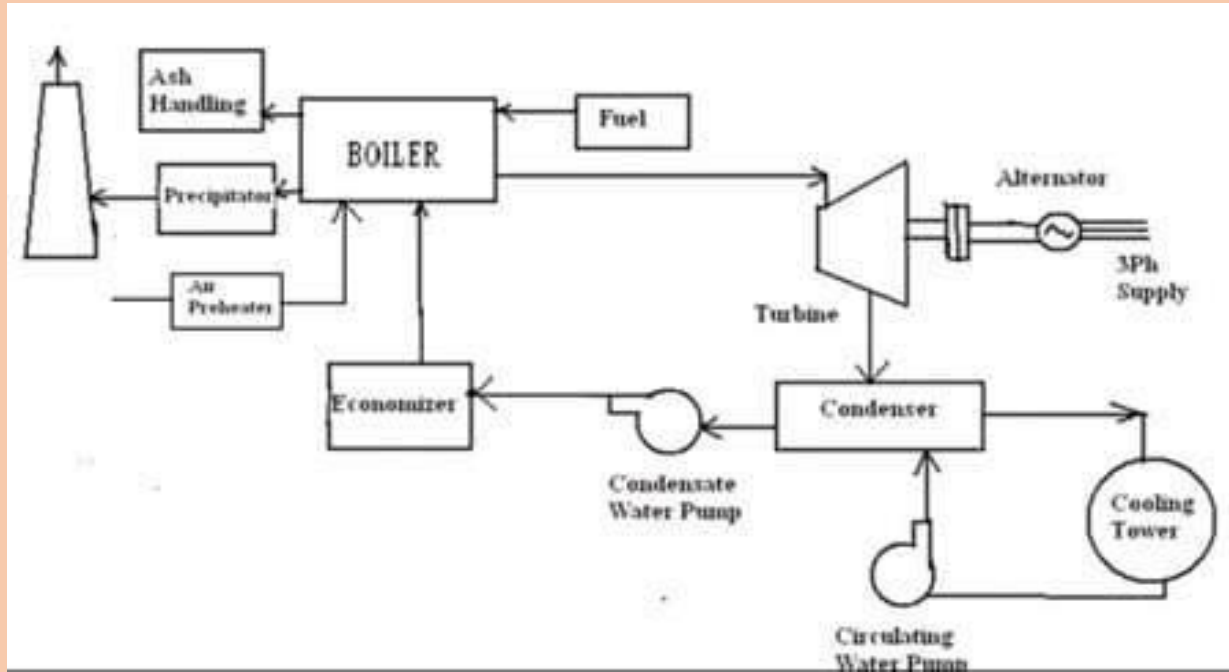 Ash
Handling
BOILER
Fuel
Precipitator
Alternator
Air
Preheater
3Ph
Supply
Turbine
Economizer
Condenser
Condensate
Water Pump
Cooling
Tower
Circulating
Water Pump